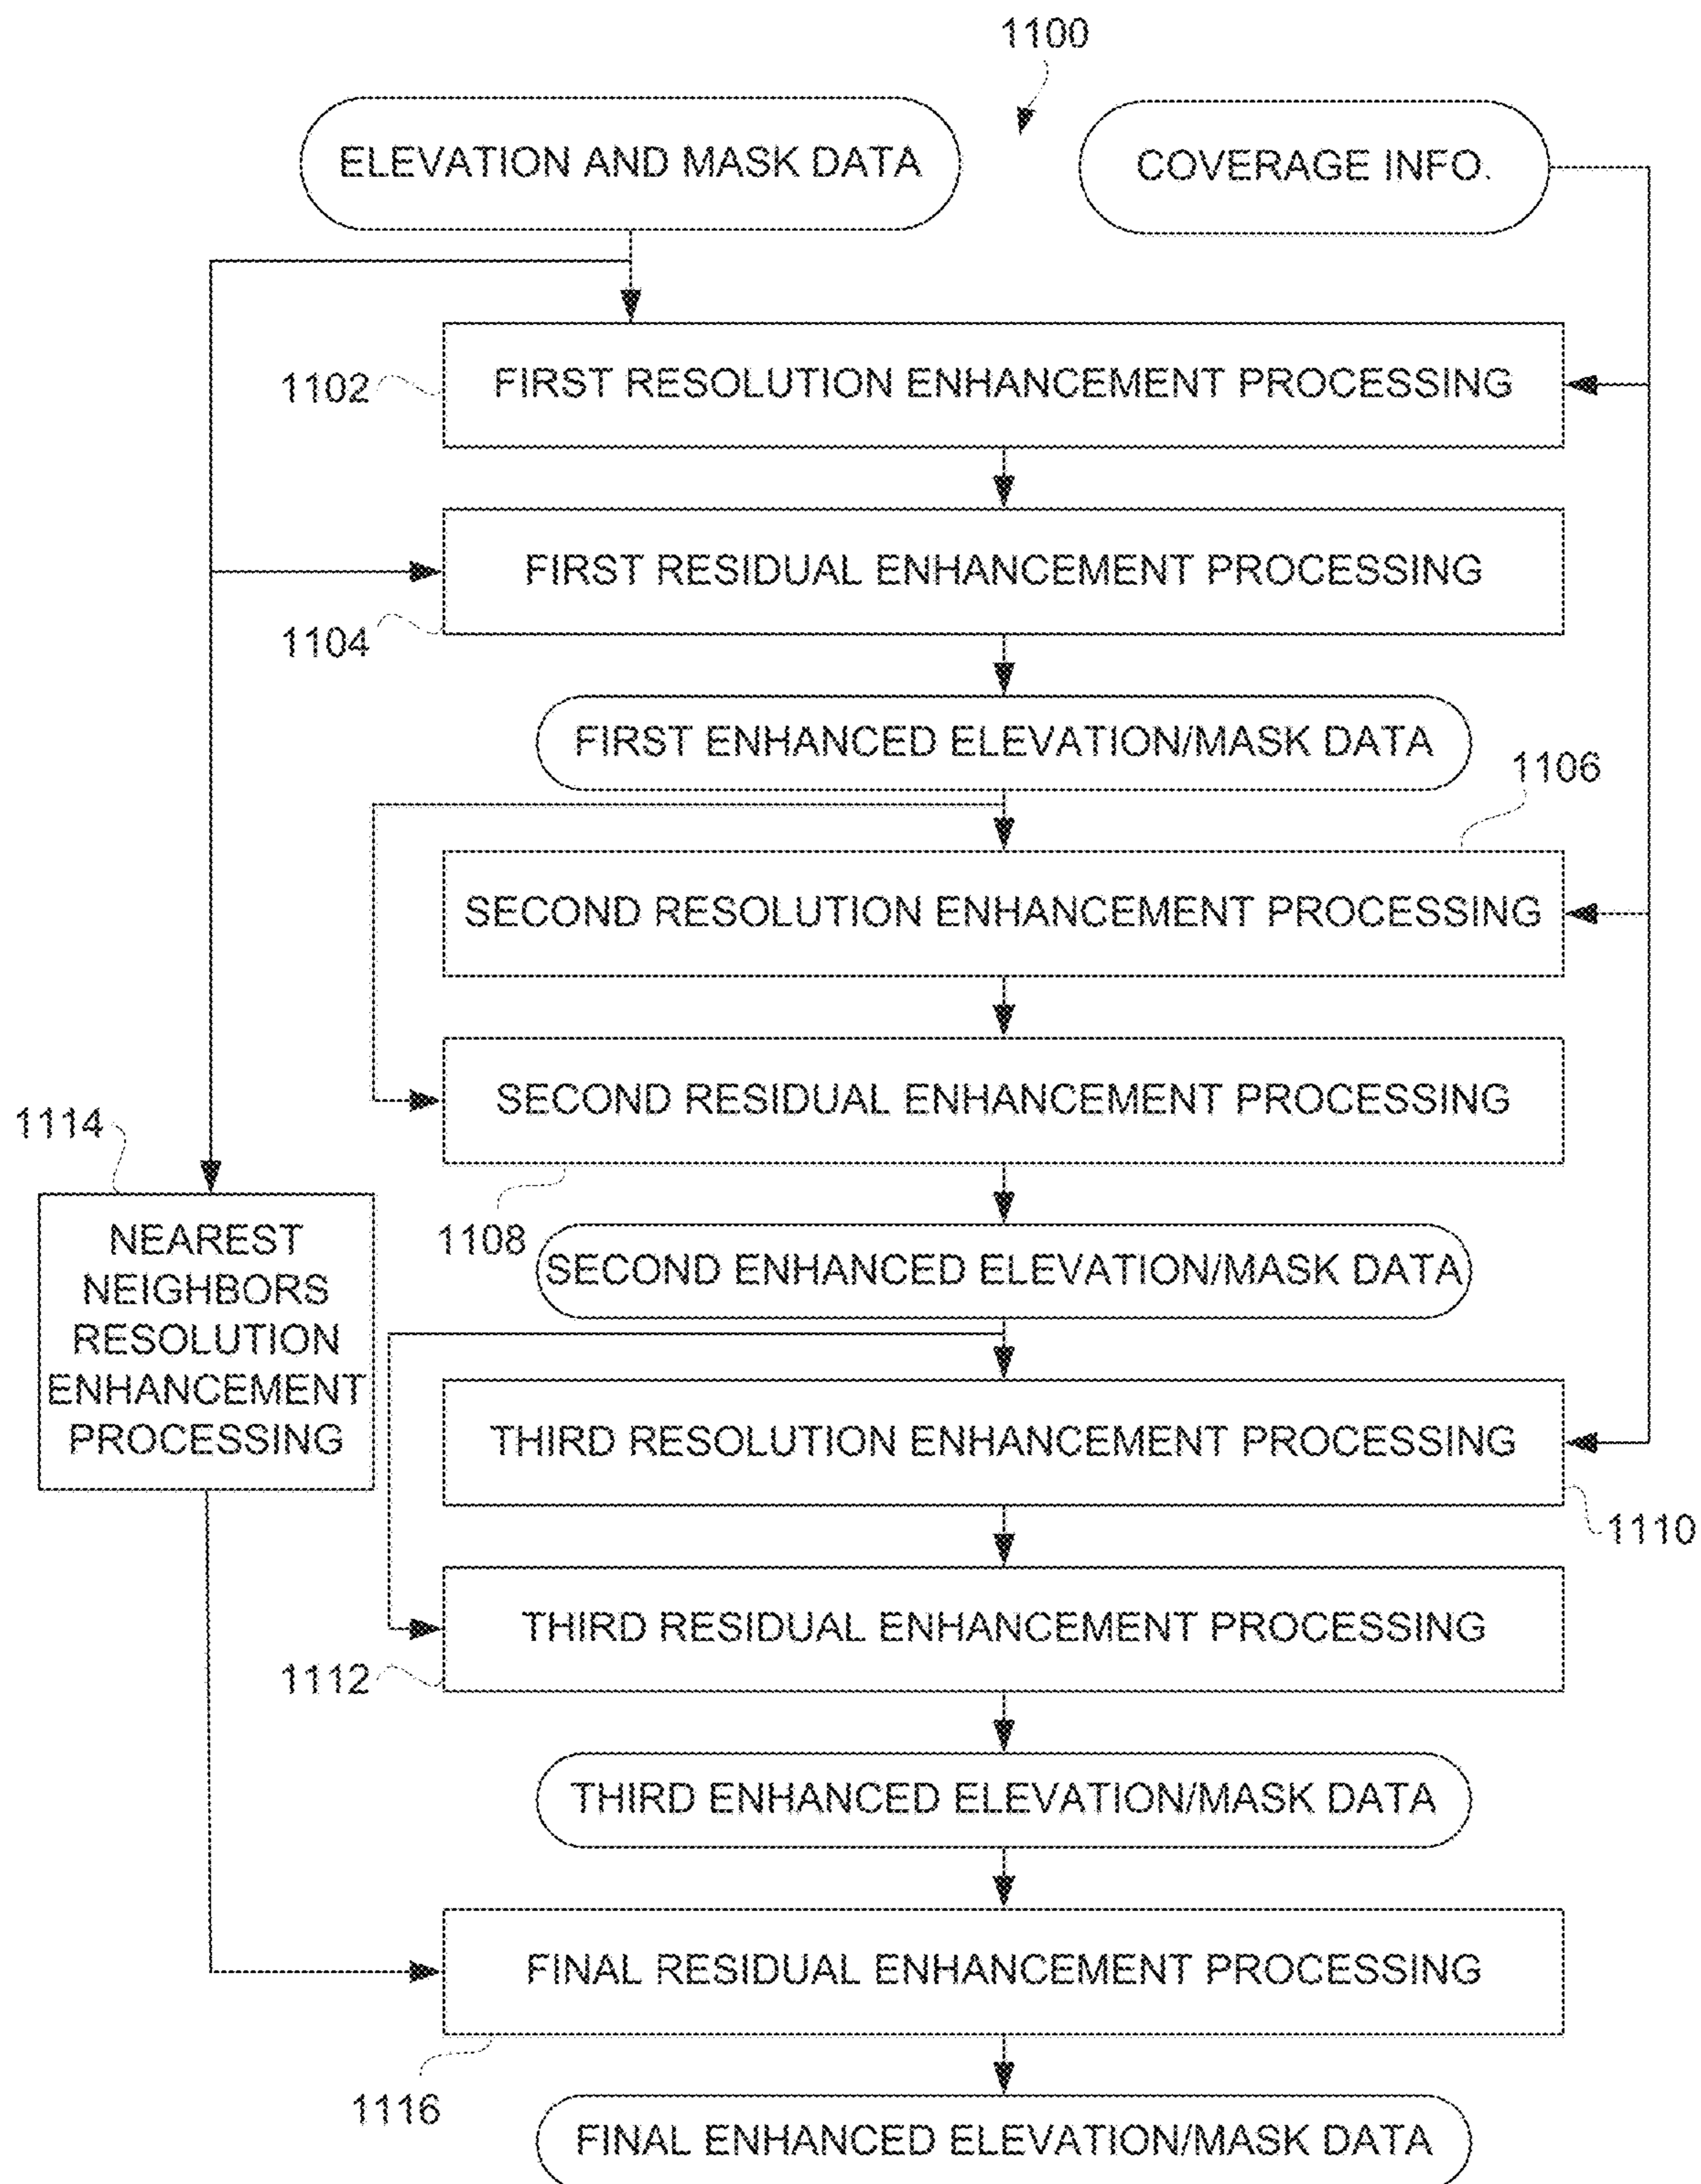 1100
ELEVATION AND MASK DATA
COVERAGE INFO.
1102
FIRST RESOLUTION ENHANCEMENT PROCESSING
FIRST RESIDUAL ENHANCEMENT PROCESSING
1104
FIRST ENHANCED ELEVATION/MASK DATA
1106
SECOND RESOLUTION ENHANCEMENT PROCESSING
SECOND RESIDUAL ENHANCEMENT PROCESSING
1114
1108
NEAREST
NEIGHBORS
RESOLUTION
ENHANCEMENT
PROCESSING
SECOND ENHANCED ELEVATION/MASK DATA
THIRD RESOLUTION ENHANCEMENT PROCESSING
1110
THIRD RESIDUAL ENHANCEMENT PROCESSING
1112
THIRD ENHANCED ELEVATION/MASK DATA
FINAL RESIDUAL ENHANCEMENT PROCESSING
1116
FINAL ENHANCED ELEVATION/MASK DATA